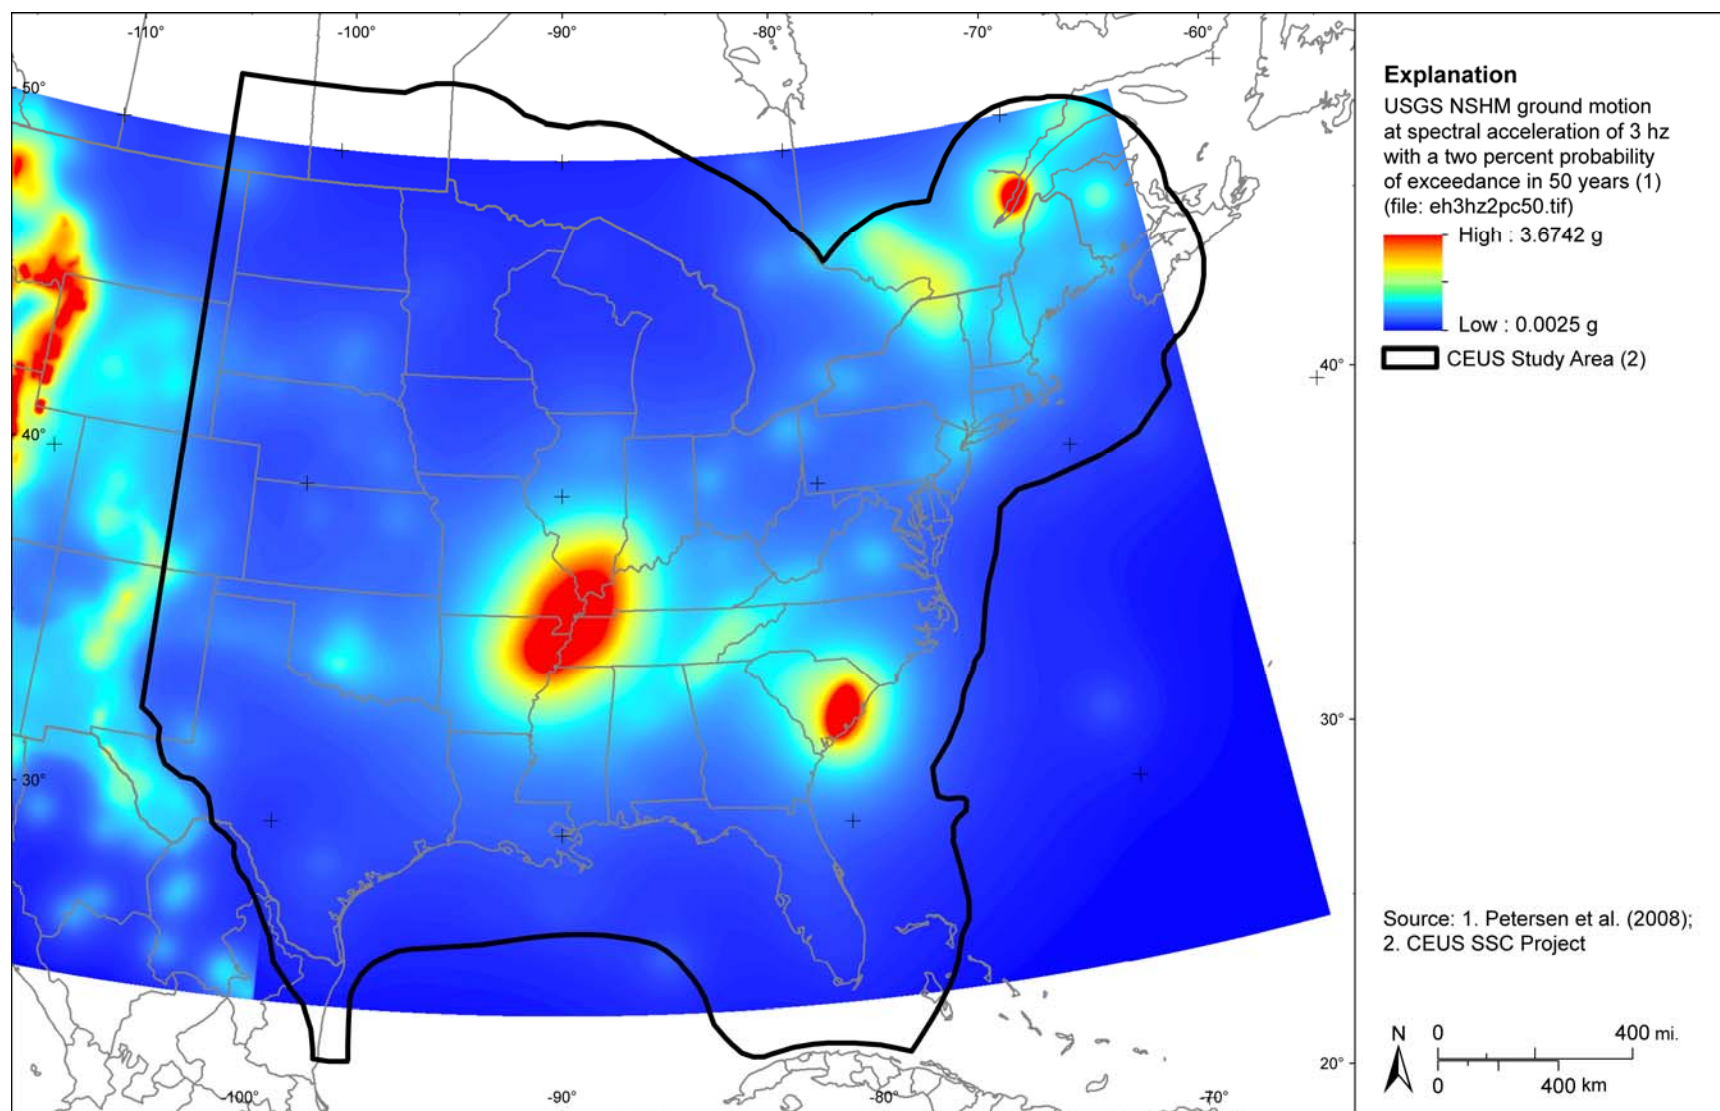 -110° -100° -90° -80° -70° -60°
50°
40°
30°
40°
30°
20°
-100° -90° -80° -70°
Explanation
USGS NSHM ground motion
at spectral acceleration of 3 hz
with a two percent probability
of exceedance in 50 years (1)
(file: eh3hz2pc50.tif)
High : 3.6742 g
Low : 0.0025 g
CEUS Study Area (2)
Source: 1. Petersen et al. (2008);
2. CEUS SSC Project
N 0 400 mi.
0 400 km